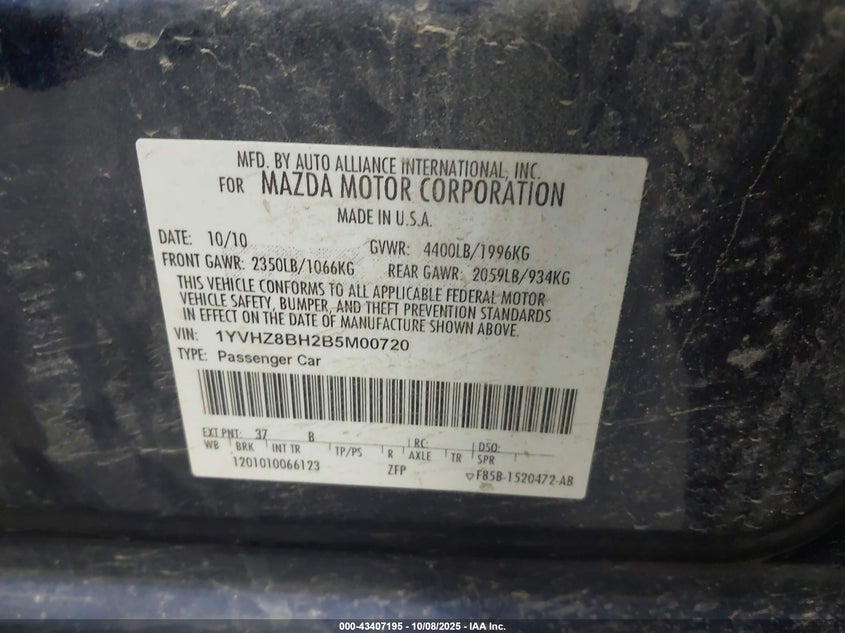 MFD. BY AUTO ALLIANCE INTERNATIONAL, INC.
FOR MAZDA MOTOR CORPORATION
MADE IN U.S.A.
DATE: 10/10 GVWR: 4400LB/1996KG
FRONT GAWR: 2350LB/1066KG REAR GAWR: 2059LB/934KG
THIS VEHICLE CONFORMS TO ALL APPLICABLE FEDERAL MOTOR
VEHICLE SAFETY, BUMPER, AND THEFT PREVENTION STANDARDS
IN EFFECT ON THE DATE OF MANUFACTURE SHOWN ABOVE.
VIN: 1YVHZ8BH2B5M00720
TYPE: Passenger Car
EXT PNT: 37 B RC: DSO:
WB BRK INT TR TP/PS R AXLE TR SPR
1201010066123 ZFP ▽F85B-1520472-AB
000-43407195 - 10/08/2025 - IAA Inc.